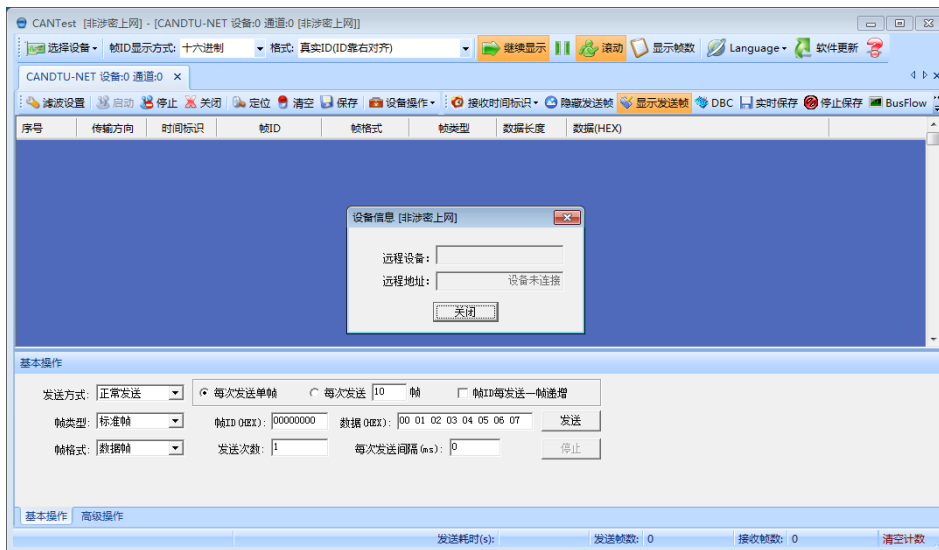 CANTest [非涉密上网] - [CANDTU-NET 设备:0 通道:0 [非涉密上网]]
选择设备 帧ID显示方式: 十六进制 格式: 真实ID(ID靠右对齐) 继续显示 滚动 显示帧数 Language 软件更新
CANDTU-NET 设备:0 通道:0 ×
滤波设置 启动 停止 关闭 定位 清空 保存 设备操作 接收时间标识 隐藏发送帧 显示发送帧 DBC 实时保存 停止保存 BusFlow
序号 传输方向 时间标识 帧ID 帧格式 帧类型 数据长度 数据(HEX)
设备信息 [非涉密上网]
远程设备:
远程地址: 设备未连接
关闭
基本操作
发送方式: 正常发送 每次发送单帧 每次发送 10 帧 帧ID每发送一帧递增
帧类型: 标准帧 帧ID(HEX): 00000000 数据(HEX): 00 01 02 03 04 05 06 07 发送
帧格式: 数据帧 发送次数: 1 每次发送间隔(ms): 0 停止
基本操作 高级操作
发送耗时(s): 发送帧数: 0 接收帧数: 0 清空计数